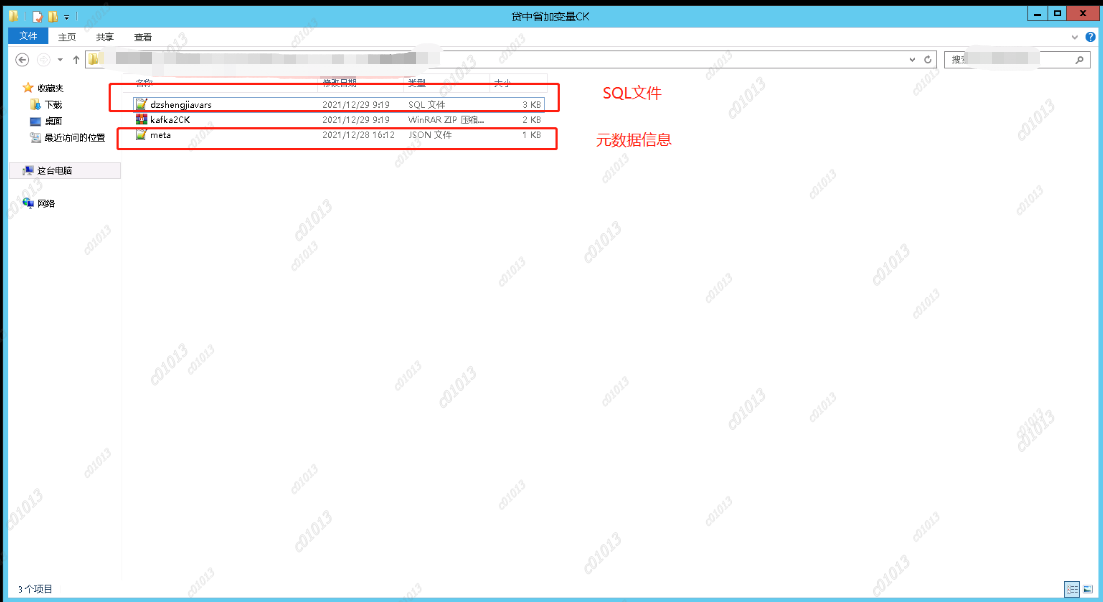 贷中省加变量CK
文件 主页 共享 查看
搜
名称 修改日期 类型 大小
收藏夹
下载
桌面
最近访问的位置
这台电脑
网络
dzshengjiavars 2021/12/29 9:19 SQL 文件 3 KB
kafka2CK 2021/12/29 9:19 WinRAR ZIP 压缩... 2 KB
meta 2021/12/28 16:12 JSON 文件 1 KB
SQL文件
元数据信息
3 个项目
c01013